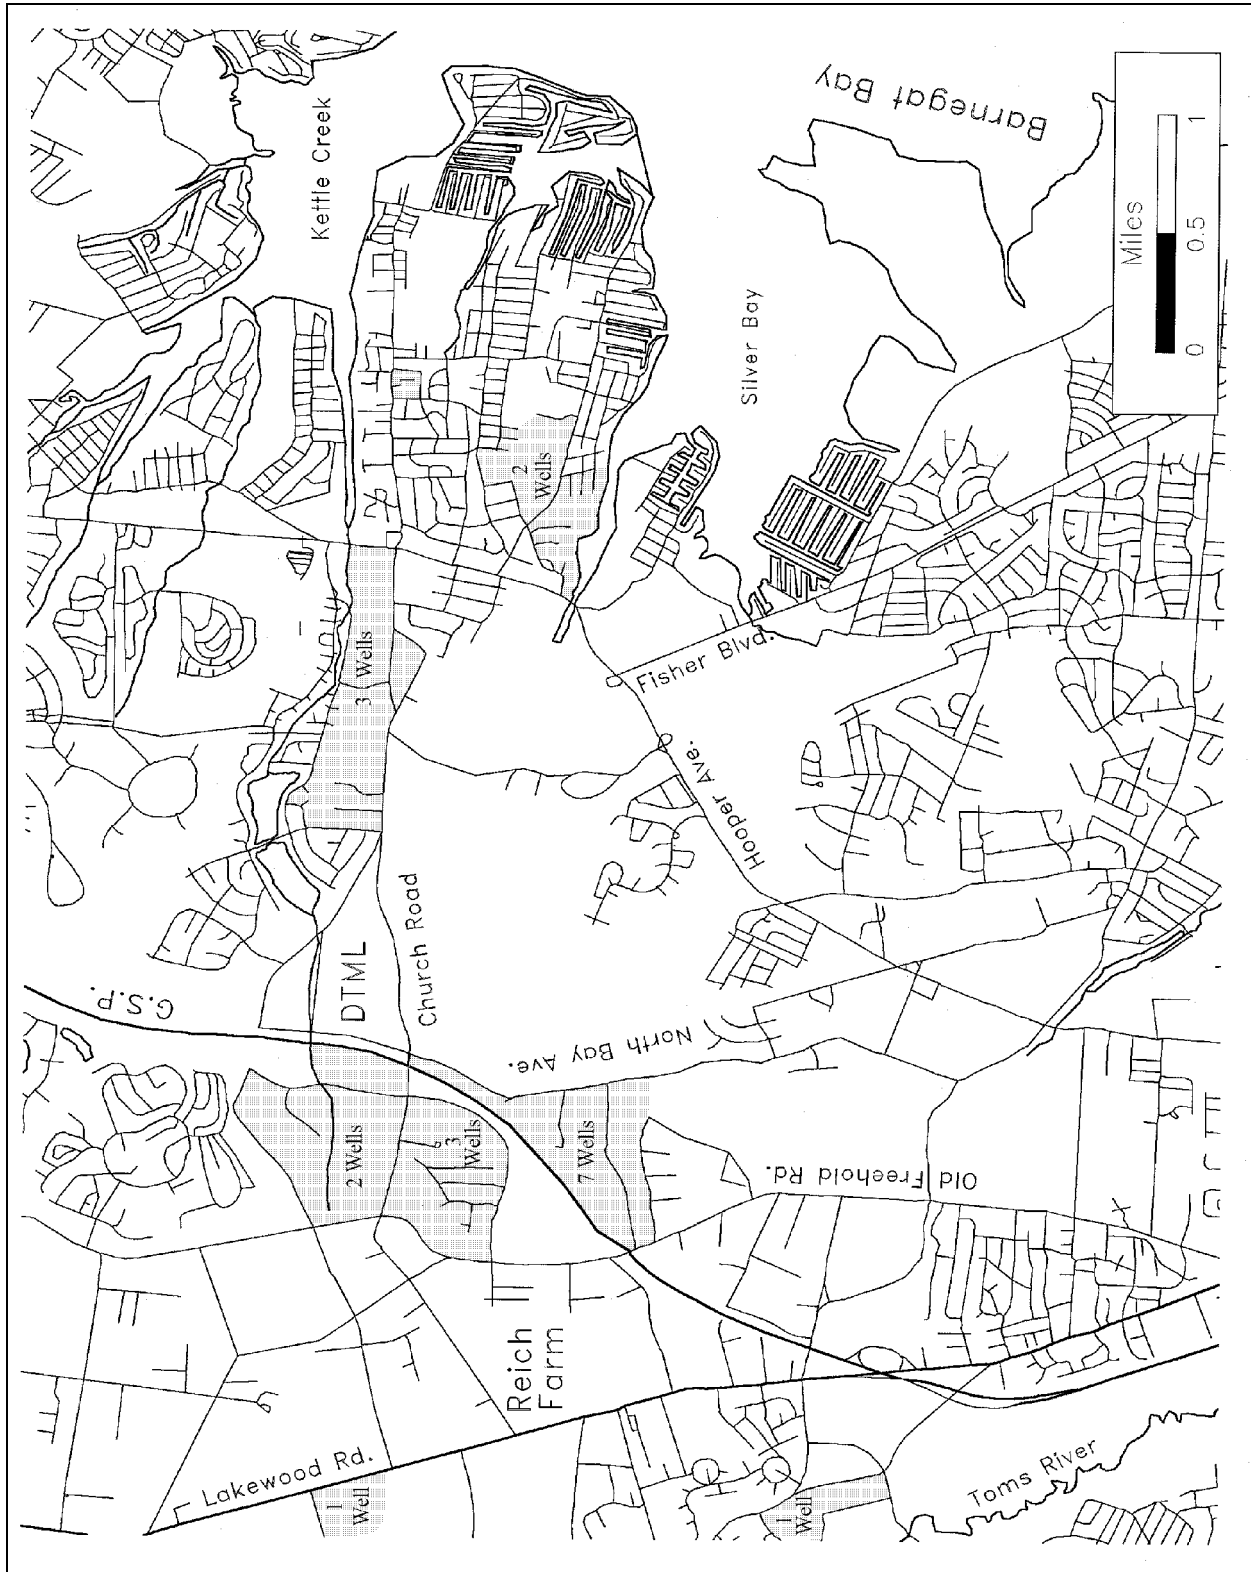 Kettle Creek
Barnegat Bay
Miles
0
0.5
1
Silver Bay
2
Wells
3 Wells
Fisher Blvd.
Hooper Ave.
G.S.P.
DTML
Church Road
North Bay Ave.
2 Wells
3
Wells
7 Wells
Old Freehold Rd.
Reich
Farm
Lakewood Rd.
1
Well
1
Well
Toms River